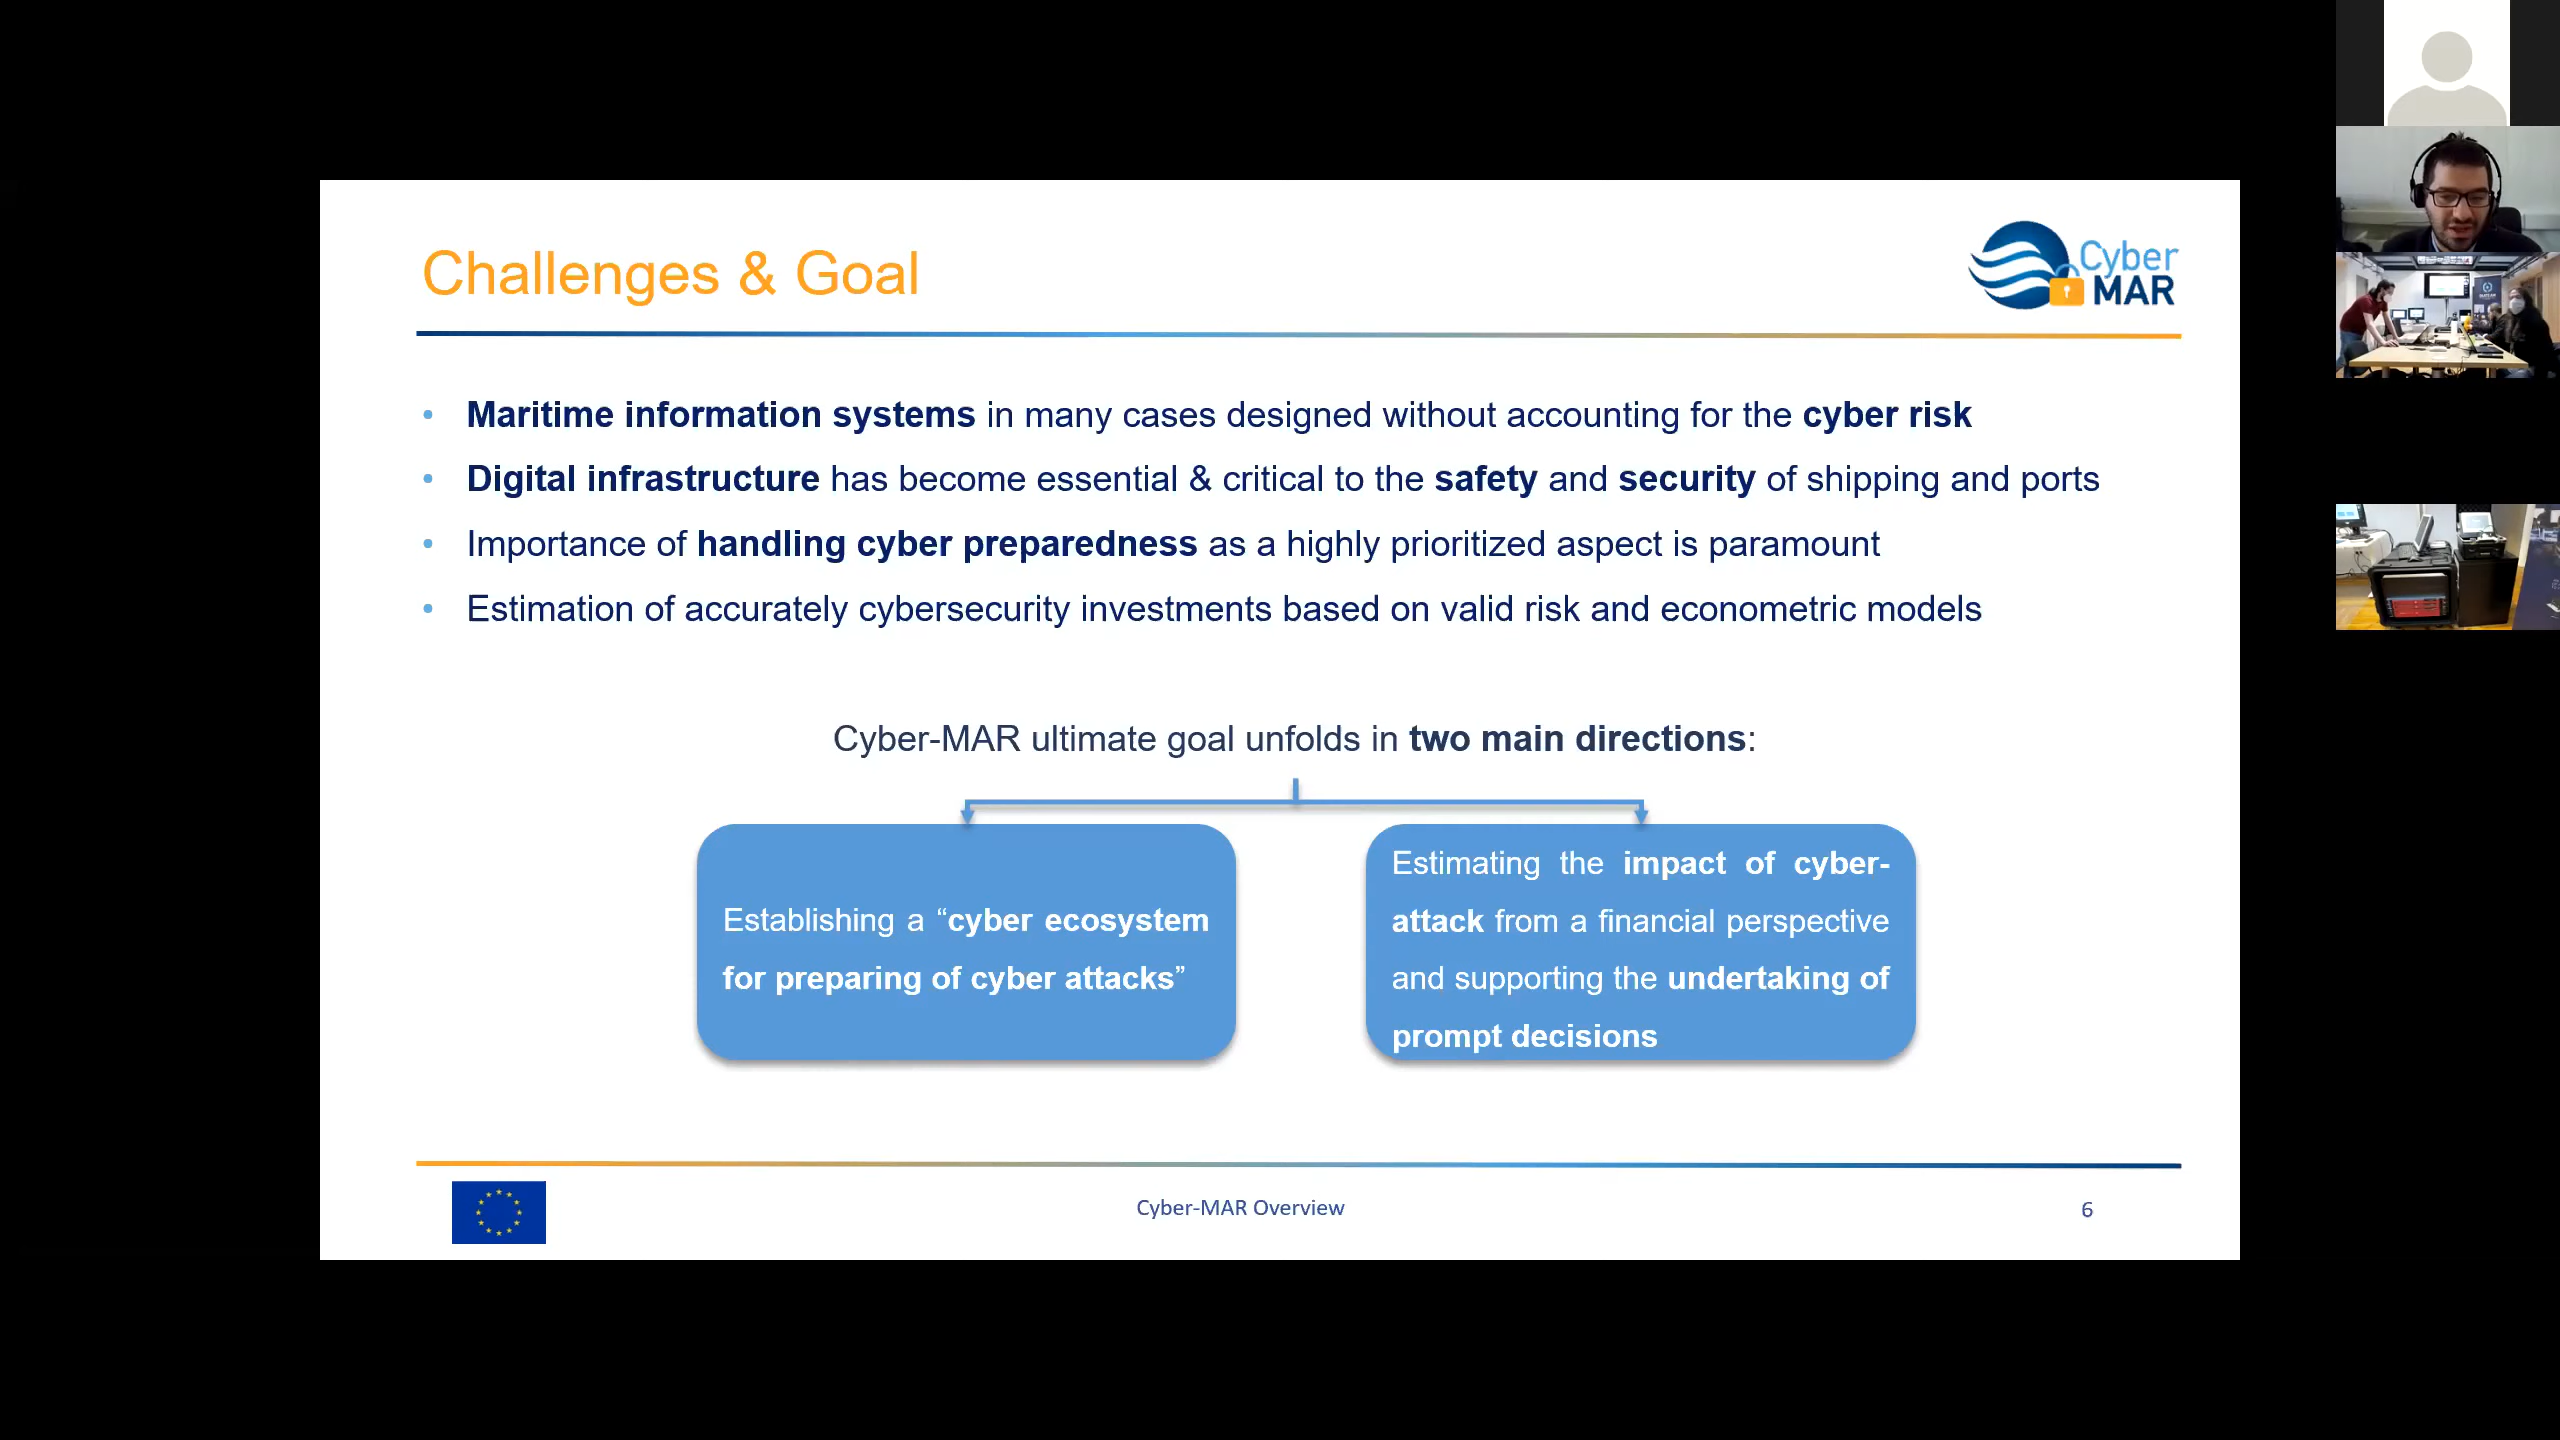 Challenges & Goal
Cyber
MAR
• Maritime information systems in many cases designed without accounting for the cyber risk
• Digital infrastructure has become essential & critical to the safety and security of shipping and ports
• Importance of handling cyber preparedness as a highly prioritized aspect is paramount
• Estimation of accurately cybersecurity investments based on valid risk and econometric models
Cyber-MAR ultimate goal unfolds in two main directions:
Establishing a “cyber ecosystem
for preparing of cyber attacks”
Estimating the impact of cyber-
attack from a financial perspective
and supporting the undertaking of
prompt decisions
Cyber-MAR Overview
6